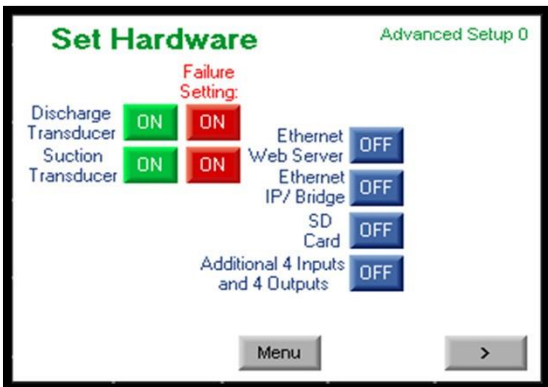 Set Hardware
Advanced Setup 0
Failure
Setting:
Discharge
Transducer
ON
ON
Suction
Transducer
ON
ON
Ethernet
Web Server
OFF
Ethernet
IP/ Bridge
OFF
SD
Card
OFF
Additional 4 Inputs
and 4 Outputs
OFF
Menu
>